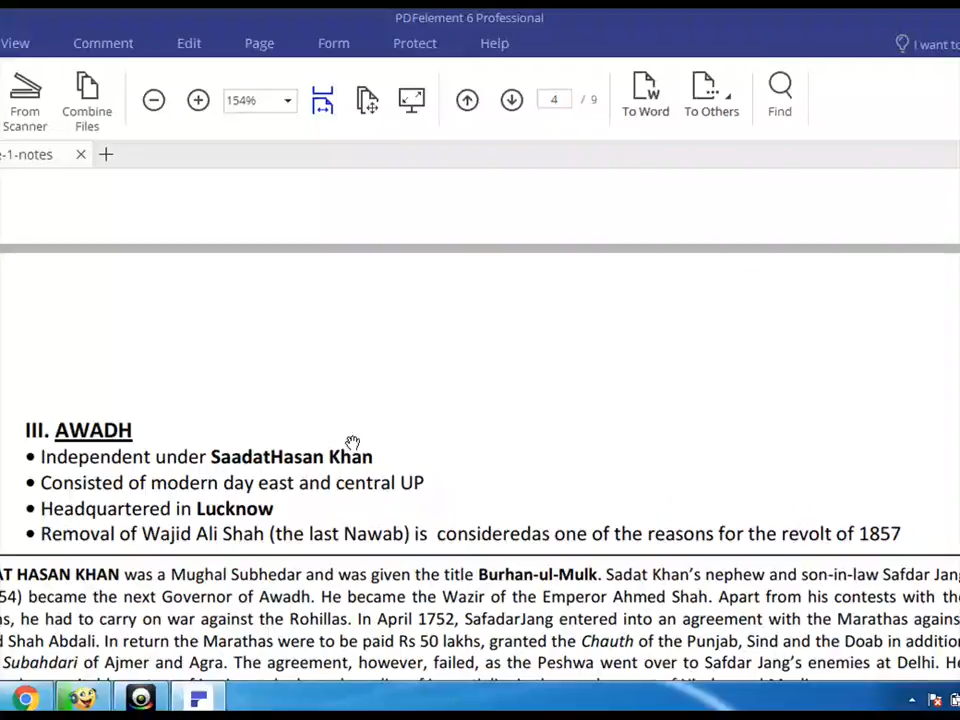 PDFelement 6 Professional
View Comment Edit Page Form Protect Help I want to
From Scanner
Combine Files
154%
4 / 9
To Word
To Others
Find
e-1-notes
III. AWADH
• Independent under SaadatHasan Khan
• Consisted of modern day east and central UP
• Headquartered in Lucknow
• Removal of Wajid Ali Shah (the last Nawab) is consideredas one of the reasons for the revolt of 1857
AT HASAN KHAN was a Mughal Subhedar and was given the title Burhan-ul-Mulk. Sadat Khan's nephew and son-in-law Safdar Jang
54) became the next Governor of Awadh. He became the Wazir of the Emperor Ahmed Shah. Apart from his contests with the
ns, he had to carry on war against the Rohillas. In April 1752, SafadarJang entered into an agreement with the Marathas agains
d Shah Abdali. In return the Marathas were to be paid Rs 50 lakhs, granted the Chauth of the Punjab, Sind and the Doab in addition
Subahdari of Ajmer and Agra. The agreement, however, failed, as the Peshwa went over to Safdar Jang's enemies at Delhi. He